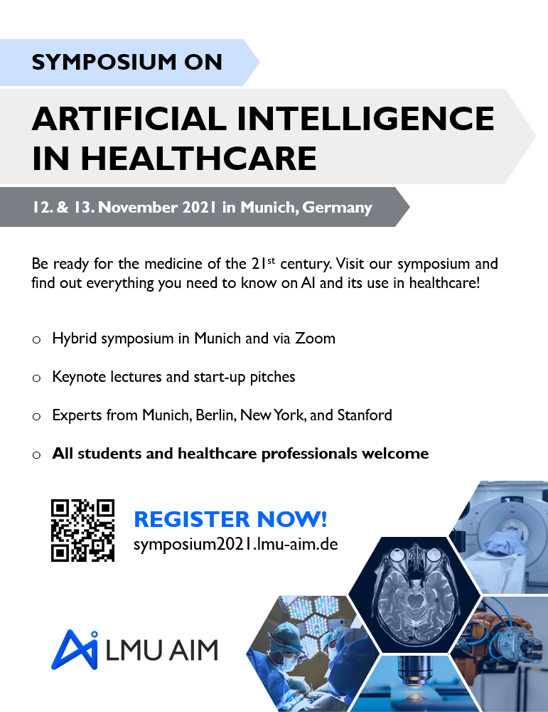 SYMPOSIUM ON
ARTIFICIAL INTELLIGENCE
IN HEALTHCARE
12. & 13. November 2021 in Munich, Germany
Be ready for the medicine of the 21st century. Visit our symposium and
find out everything you need to know on AI and its use in healthcare!
o Hybrid symposium in Munich and via Zoom
o Keynote lectures and start-up pitches
o Experts from Munich, Berlin, New York, and Stanford
o All students and healthcare professionals welcome
REGISTER NOW!
symposium2021.lmu-aim.de
Ai LMU AIM